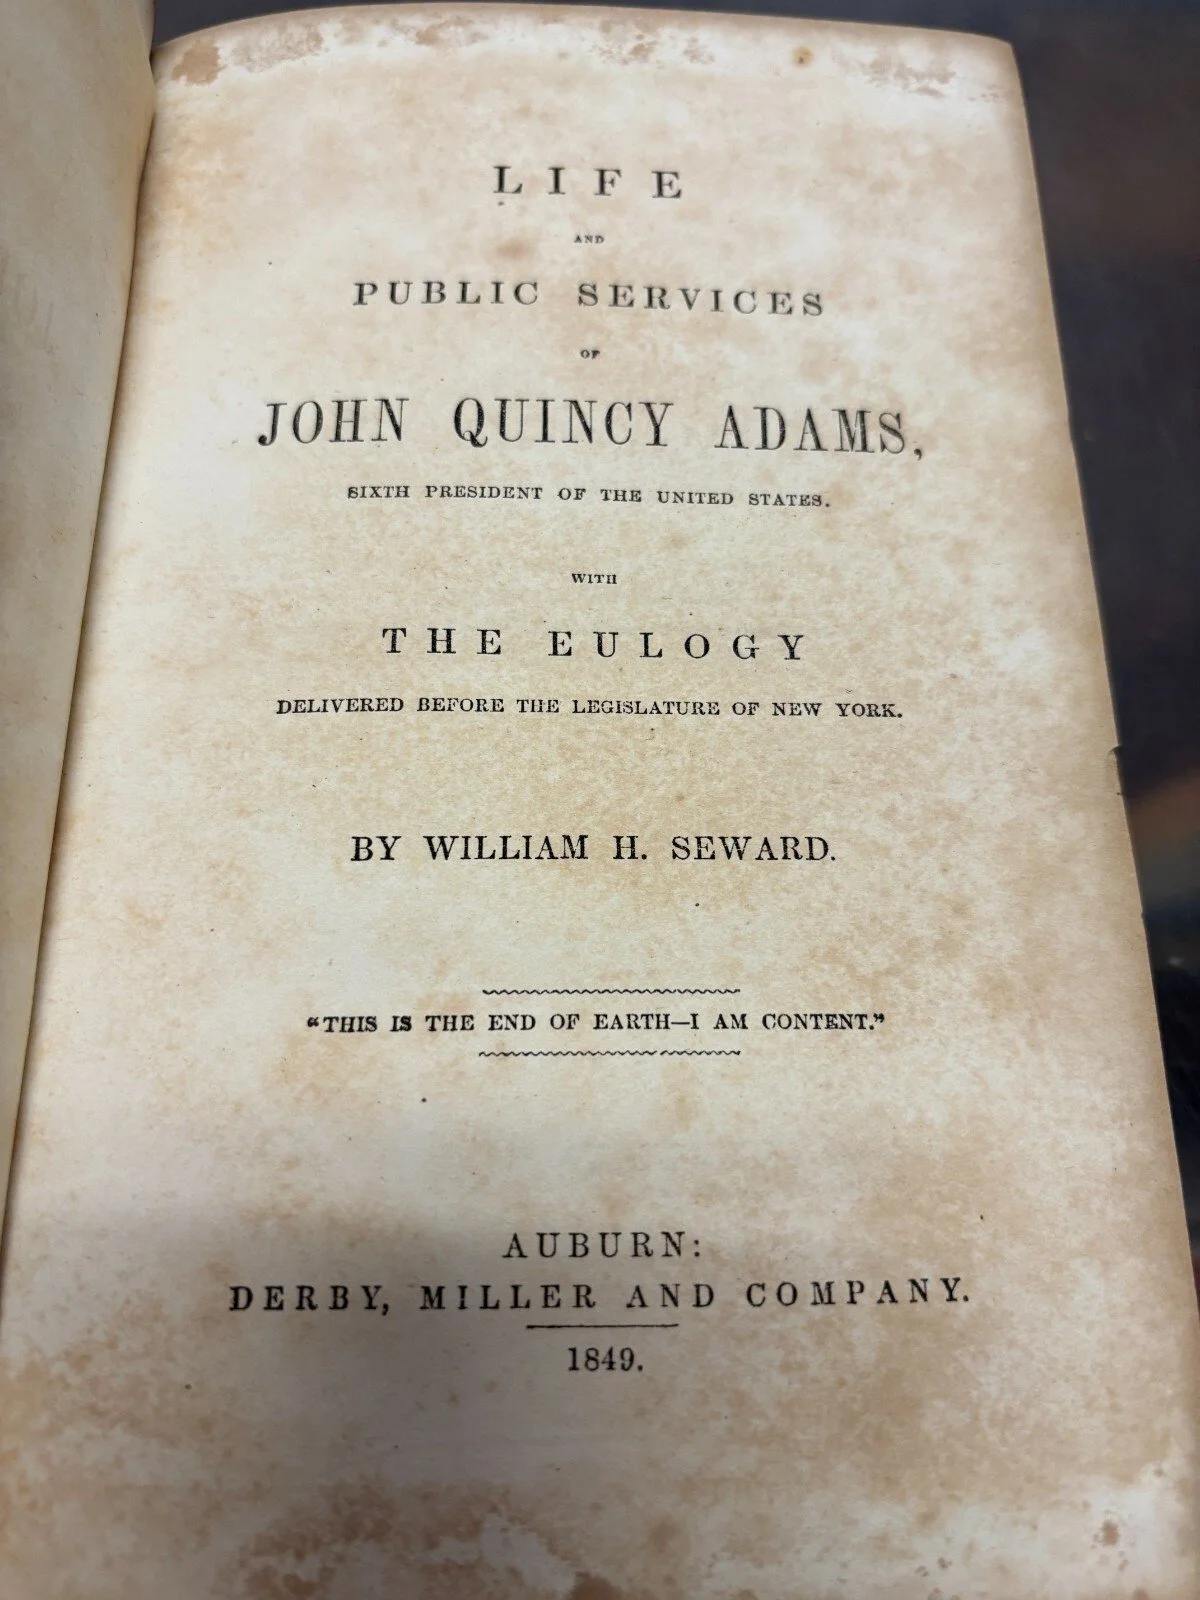 LIFE
AND
PUBLIC SERVICES
OF
JOHN QUINCY ADAMS,
SIXTH PRESIDENT OF THE UNITED STATES.
WITH
THE EULOGY
DELIVERED BEFORE THE LEGISLATURE OF NEW YORK.
BY WILLIAM H. SEWARD.
“THIS IS THE END OF EARTH—I AM CONTENT.”
AUBURN:
DERBY, MILLER AND COMPANY.
1849.